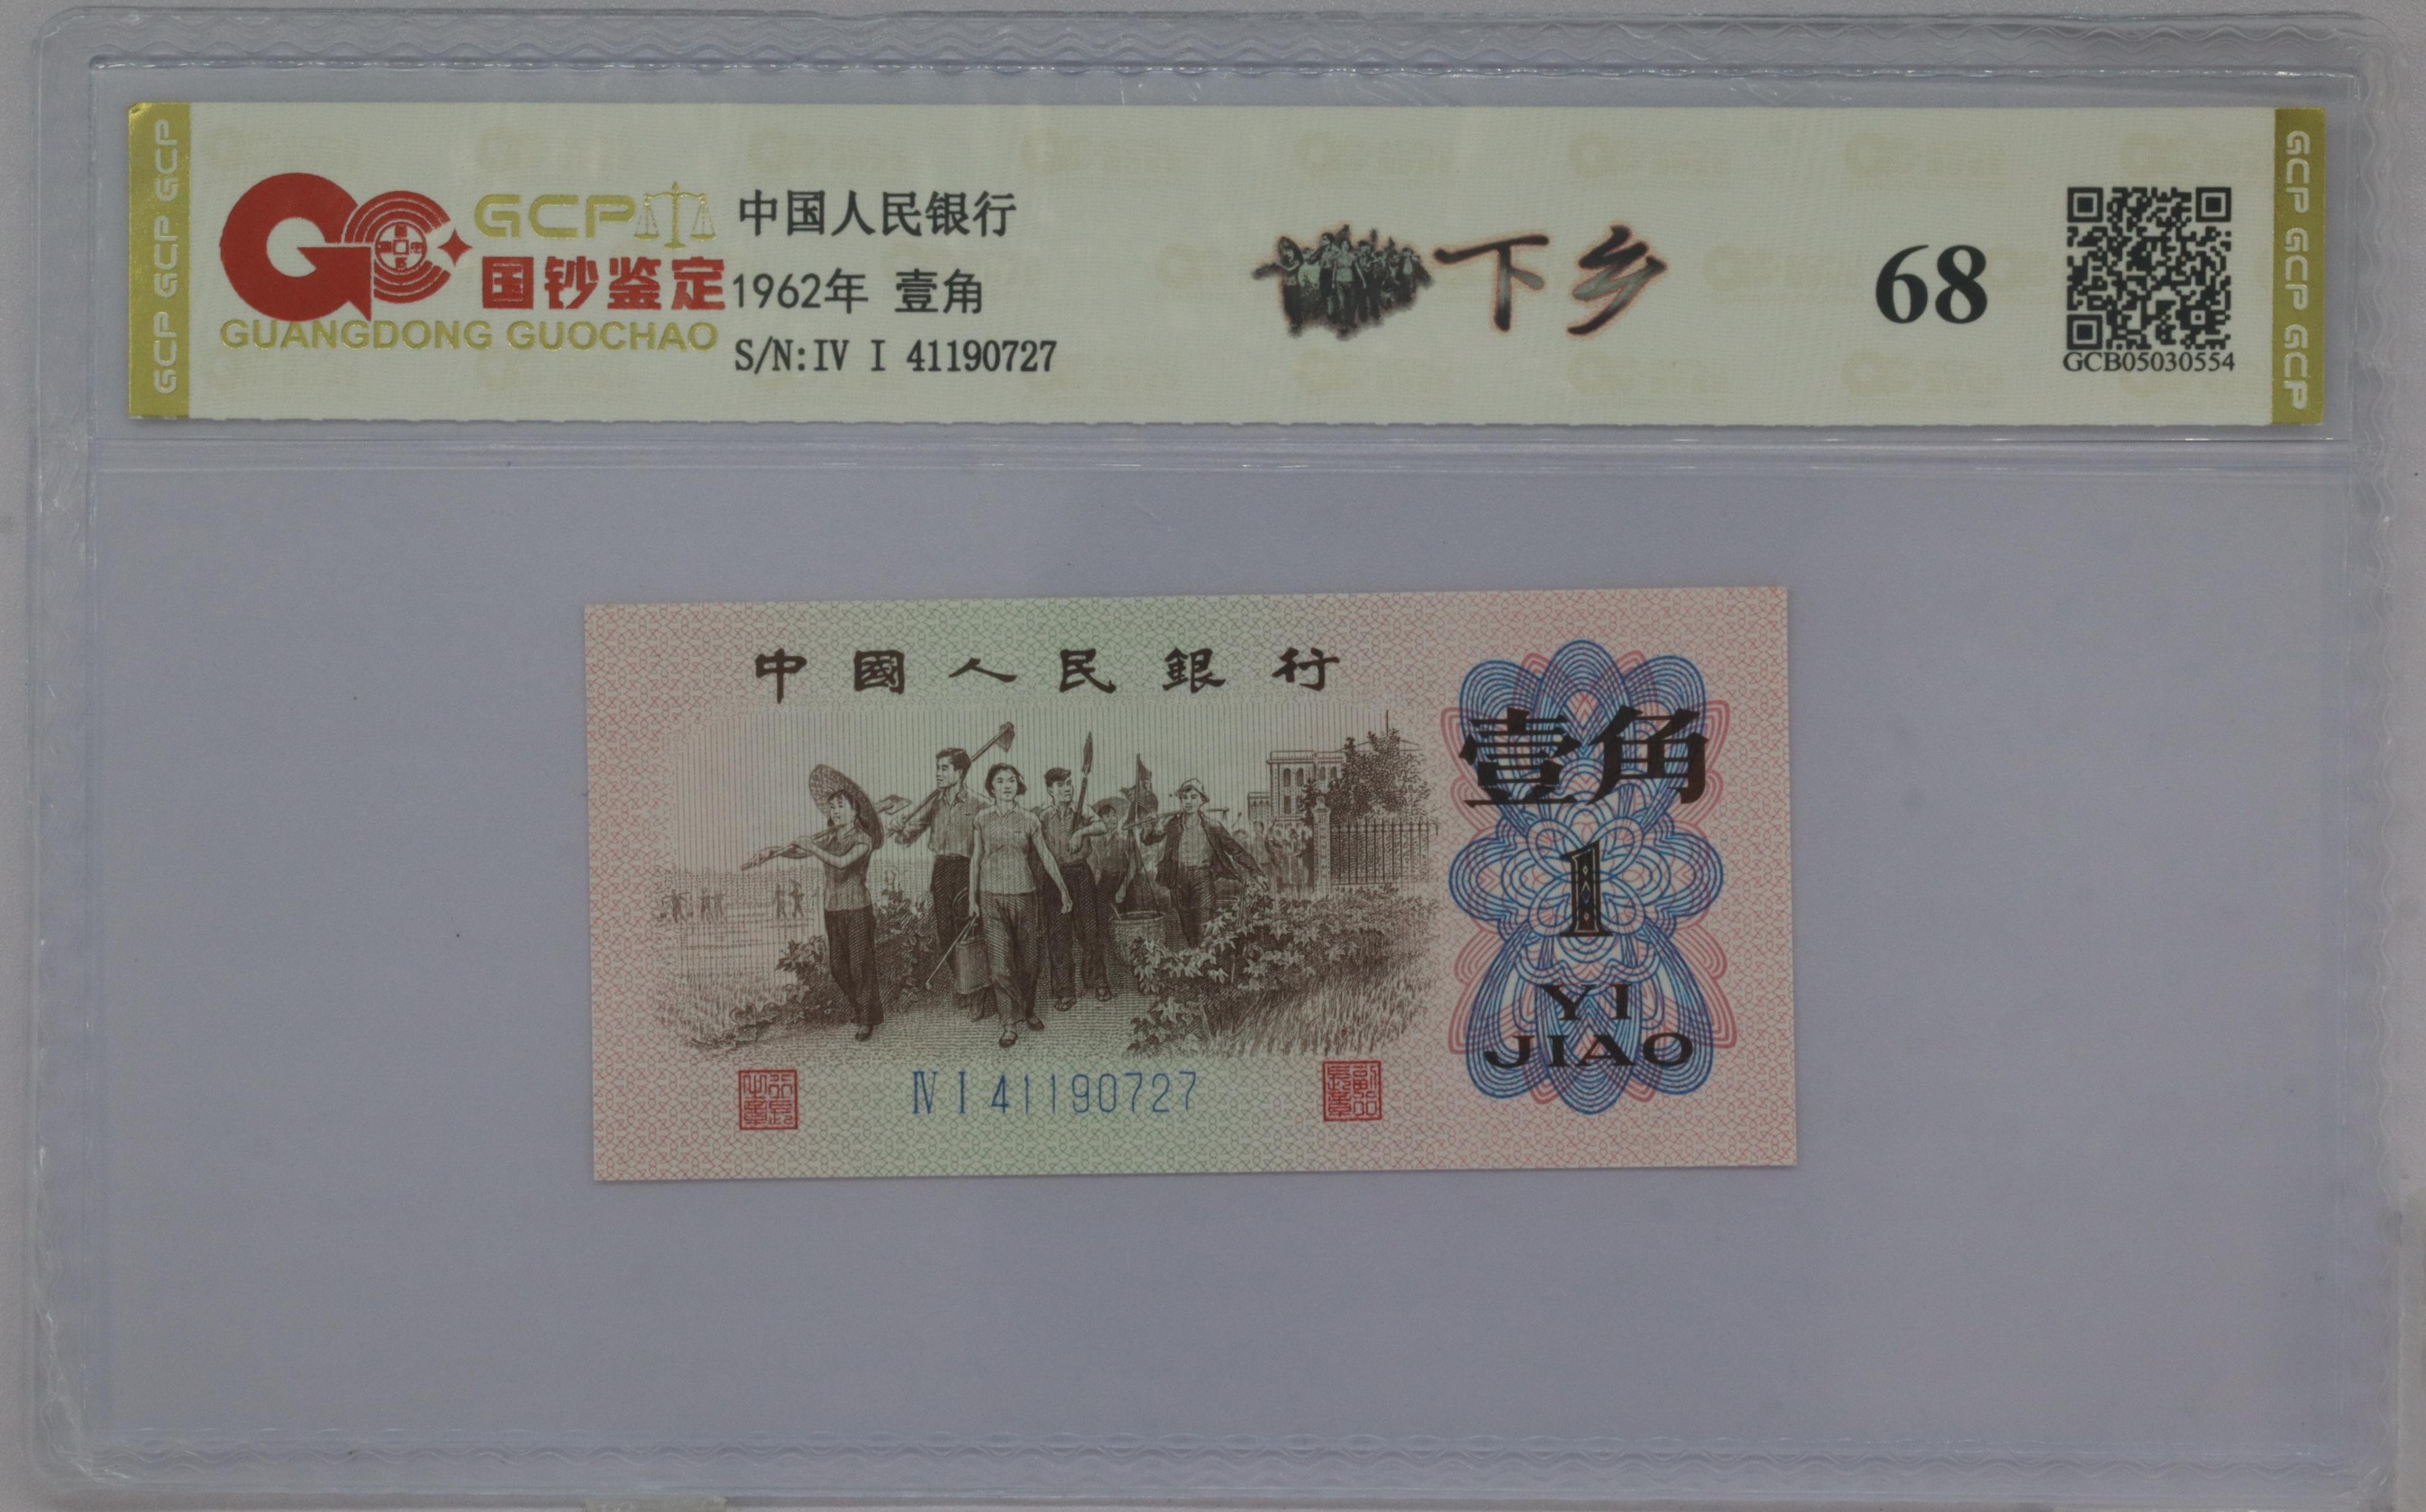 GCP GCP GCP
GCP
国钞鉴定
GUANGDONG GUOCHAO
中国人民银行
1962年 壹角
S/N:IV I 41190727
下乡
68
GCB05030554
GCP GCP GCP
中國人民銀行
壹角
1
YI
JIAO
Ⅳ Ⅰ 41190727